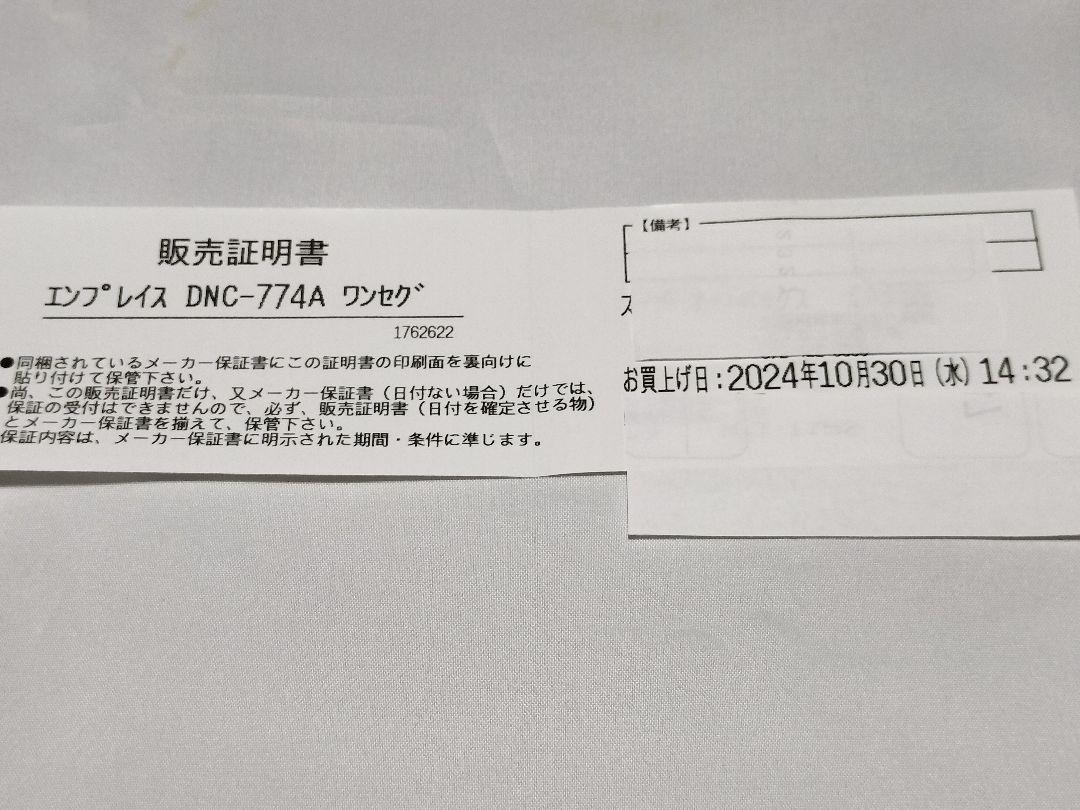 販売証明書
エンプレイス DNC-774A ワンセグ
1762622
●同梱されているメーカー保証書にこの証明書の印刷面を裏向けに
貼り付けて保管下さい。
●尚、この販売証明書だけ、又メーカー保証書（日付ない場合）だけでは、
保証の受付はできませんので、必ず、販売証明書（日付を確定させる物）
とメーカー保証書を揃えて、保管下さい。
保証内容は、メーカー保証書に明示された期間・条件に準じます。
【備考】
お買上げ日：2024年10月30日（水）14：32